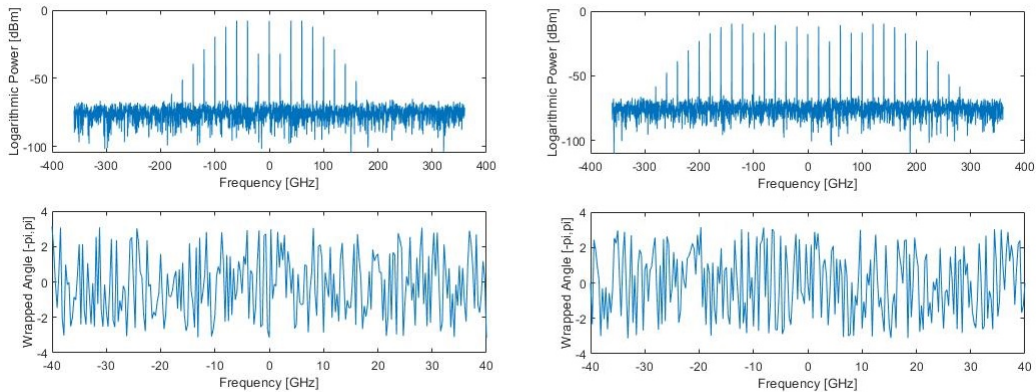 Logarithmic Power [dBm]
0
-50
-100
-400 -300 -200 -100 0 100 200 300 400
Frequency [GHz]
Logarithmic Power [dBm]
0
-50
-100
-400 -300 -200 -100 0 100 200 300 400
Frequency [GHz]
Wrapped Angle [-pi,pi]
4
2
0
-2
-4
-40 -30 -20 -10 0 10 20 30 40
Frequency [GHz]
Wrapped Angle [-pi,pi]
4
2
0
-2
-4
-40 -30 -20 -10 0 10 20 30 40
Frequency [GHz]